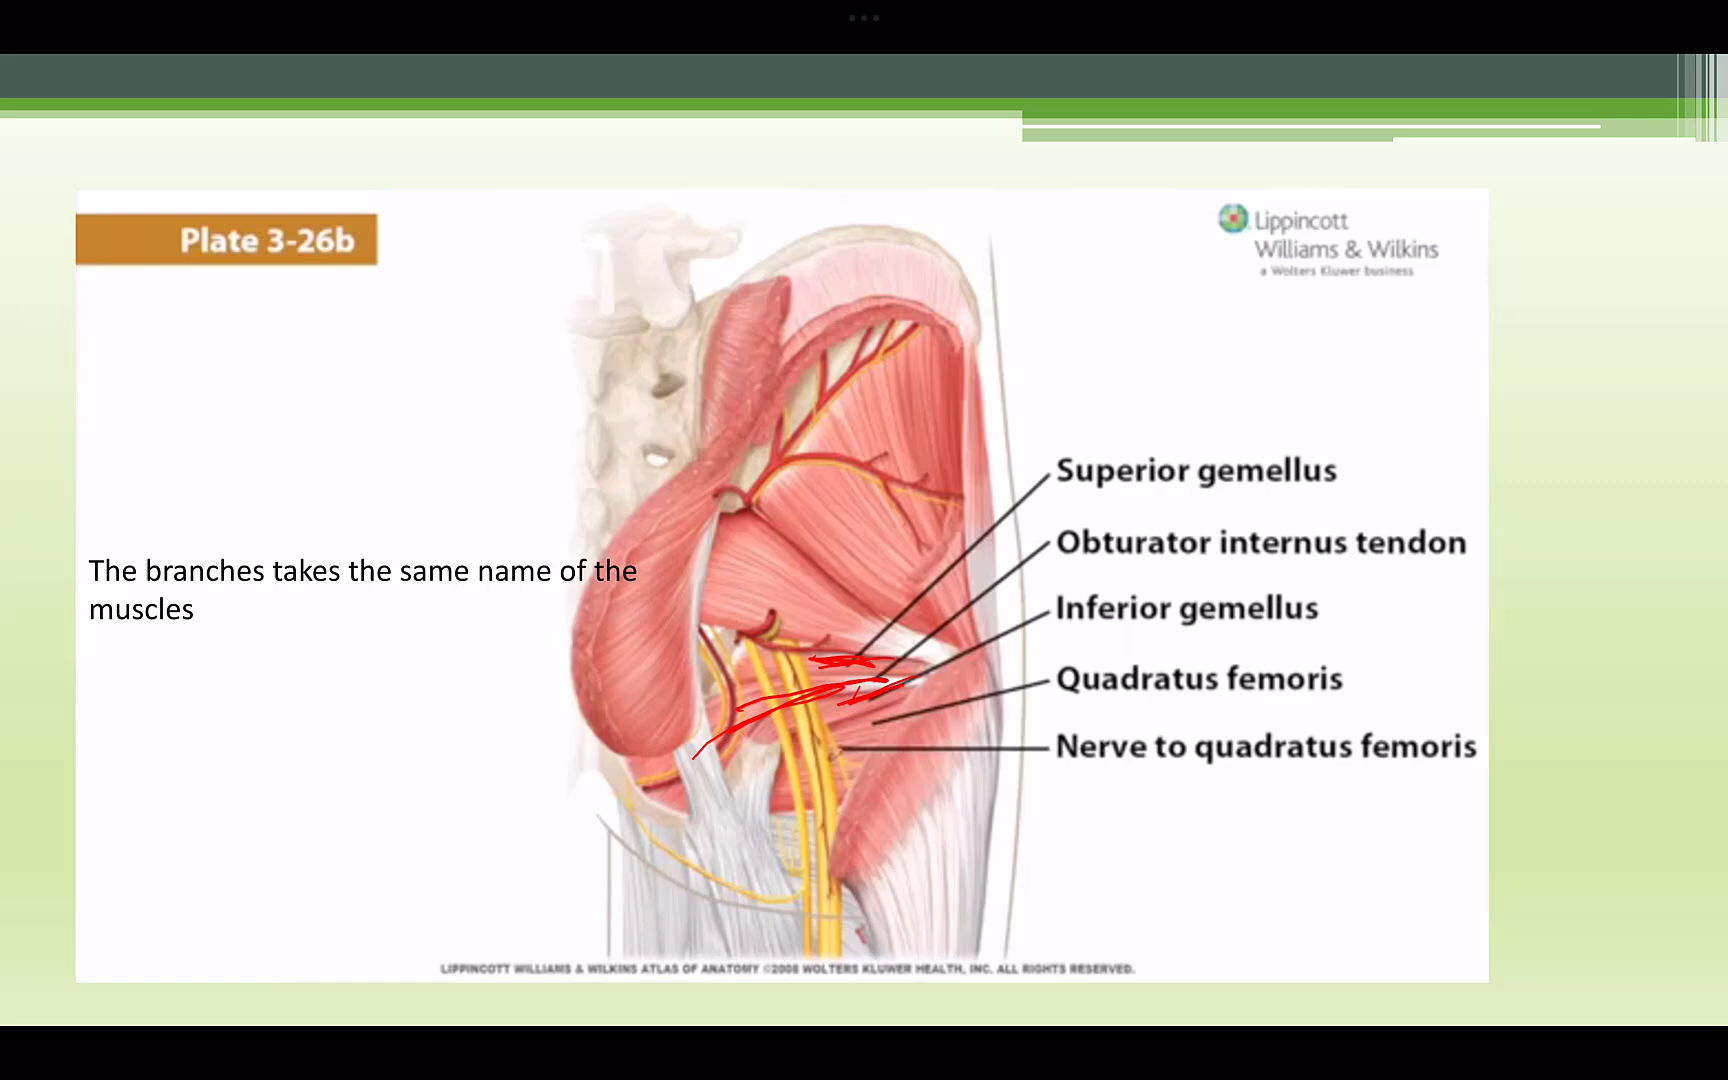 Plate 3-26b
Lippincott
Williams & Wilkins
a Wolters Kluwer business
Superior gemellus
Obturator internus tendon
Inferior gemellus
Quadratus femoris
Nerve to quadratus femoris
The branches takes the same name of the
muscles
LIPPINCOTT WILLIAMS & WILKINS ATLAS OF ANATOMY ©2008 WOLTERS KLUWER HEALTH, INC. ALL RIGHTS RESERVED.